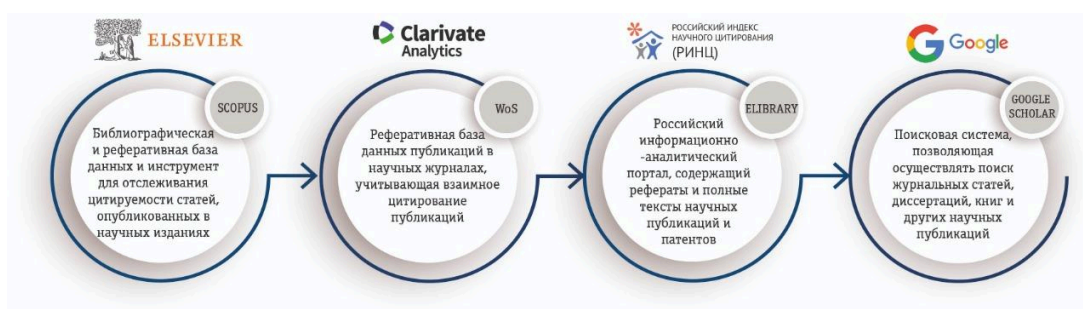 ELSEVIER
SCOPUS
Библиографическая
и реферативная база
данных и инструмент
для отслеживания
цитируемости статей,
опубликованных в
научных изданиях
Clarivate
Analytics
WoS
Реферативная база
данных публикаций в
научных журналах,
учитывающая взаимное
цитирование
публикаций
РОССИЙСКИЙ ИНДЕКС
НАУЧНОГО ЦИТИРОВАНИЯ
(РИНЦ)
ELIBRARY
Российский
информационно
-аналитический
портал, содержащий
рефераты и полные
тексты научных
публикаций и
патентов
Google
GOOGLE
SCHOLAR
Поисковая система,
позволяющая
осуществлять поиск
журнальных статей,
диссертаций, книг и
других научных
публикаций